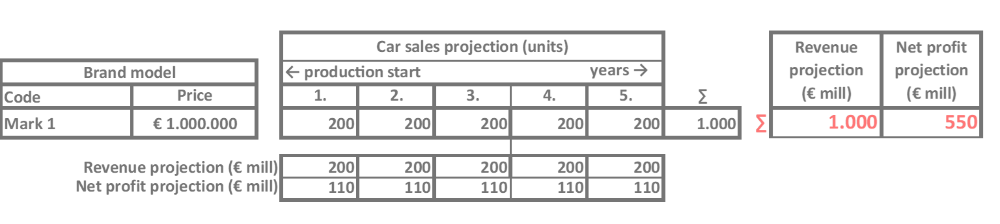 Car sales projection (units)
Revenue projection (€ mill)
Net profit projection (€ mill)
Brand model
← production start years →
Code Price 1. 2. 3. 4. 5. ∑
Mark 1 € 1.000.000 200 200 200 200 200 1.000 ∑ 1.000 550
Revenue projection (€ mill) 200 200 200 200 200
Net profit projection (€ mill) 110 110 110 110 110